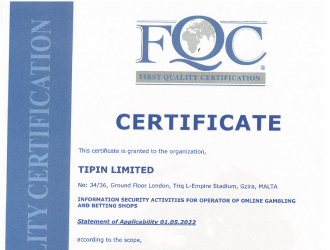 FQC
®
FIRST QUALITY CERTIFICATION
CERTIFICATE
This certificate is granted to the organization,
TIPIN LIMITED
No: 34/36, Ground Floor London, Triq L-Empire Stadium, Gzira, MALTA
INFORMATION SECURITY ACTIVITIES FOR OPERATOR OF ONLINE GAMBLING
AND BETTING SHOPS
Statement of Applicability 01.05.2022
according to the scope,
LITY CERTIFICATION